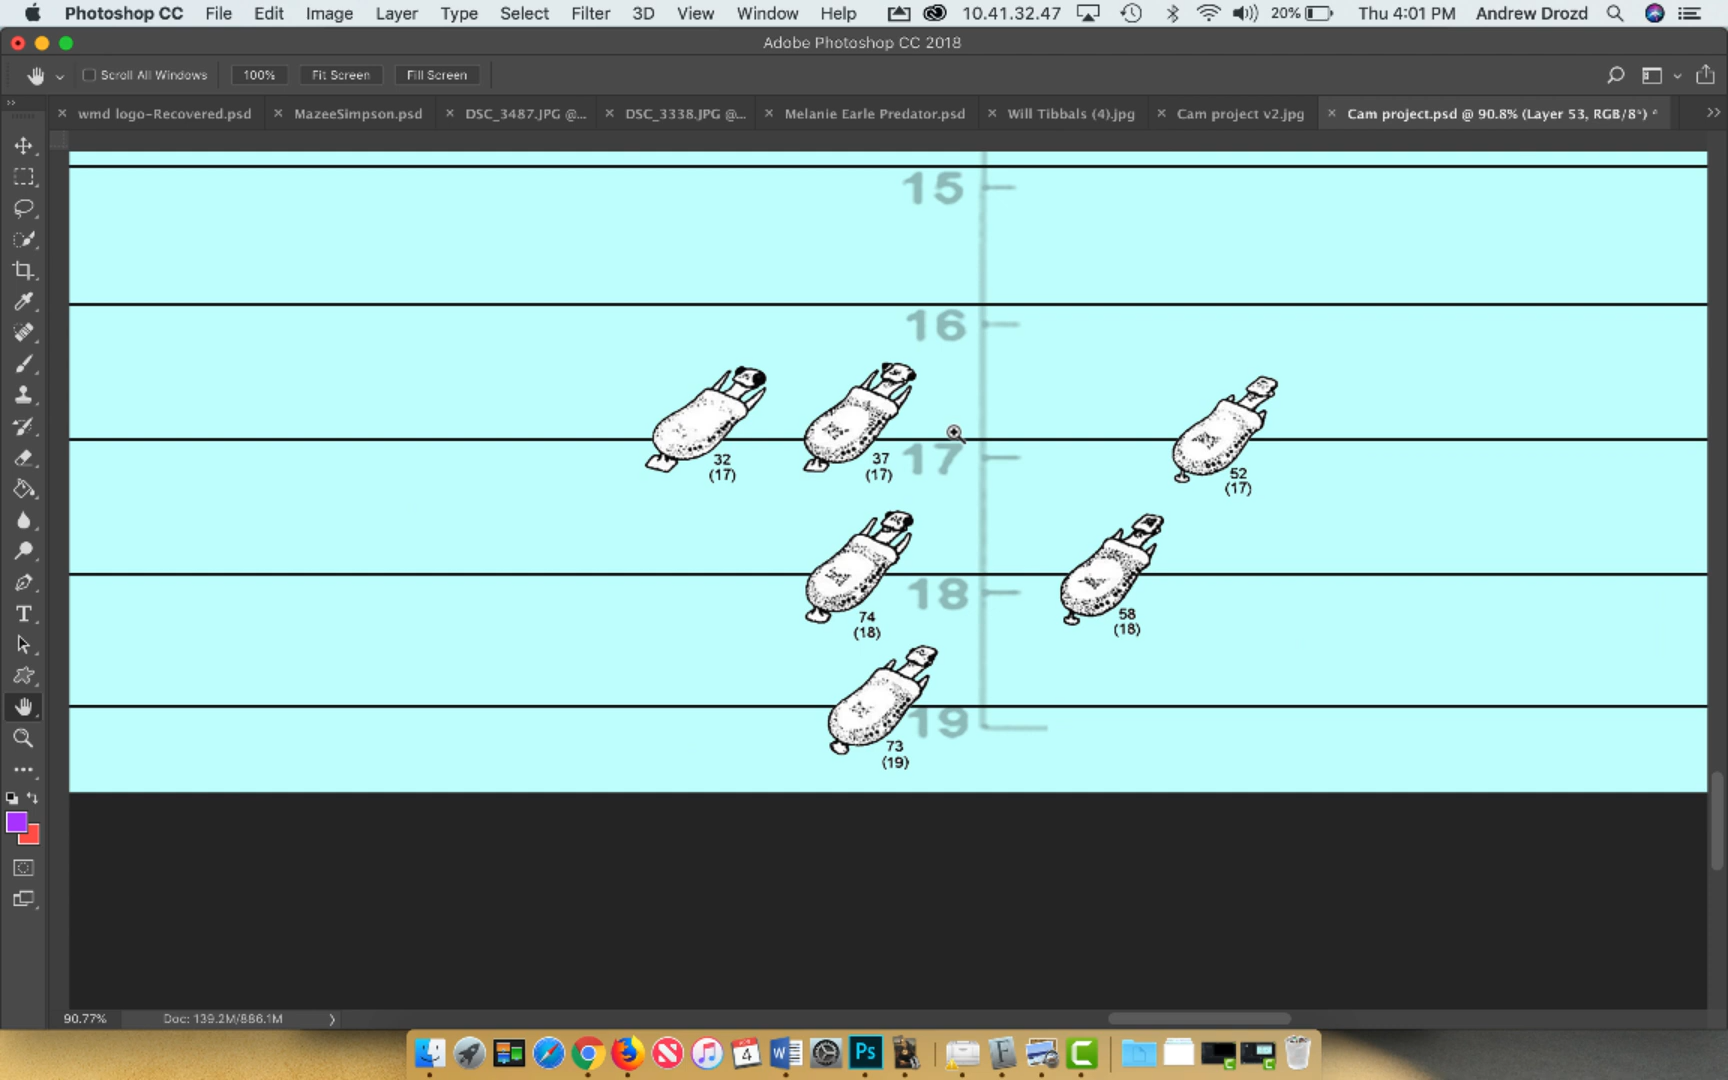 Photoshop CC File Edit Image Layer Type Select Filter 3D View Window Help 10.41.32.47 20% Thu 4:01 PM Andrew Drozd
Adobe Photoshop CC 2018
Scroll All Windows 100% Fit Screen Fill Screen
wmd logo-Recovered.psd MazeeSimpson.psd DSC_3487.JPG @... DSC_3338.JPG @... Melanie Earle Predator.psd Will Tibbals (4).jpg Cam project v2.jpg Cam project.psd @ 90.8% (Layer 53, RGB/8*) *
15
16
32
(17)
37
(17)
17
52
(17)
74
(18)
18
58
(18)
73
(19)
19
90.77% Doc: 139.2M/886.1M
4
W
Ps
F
C